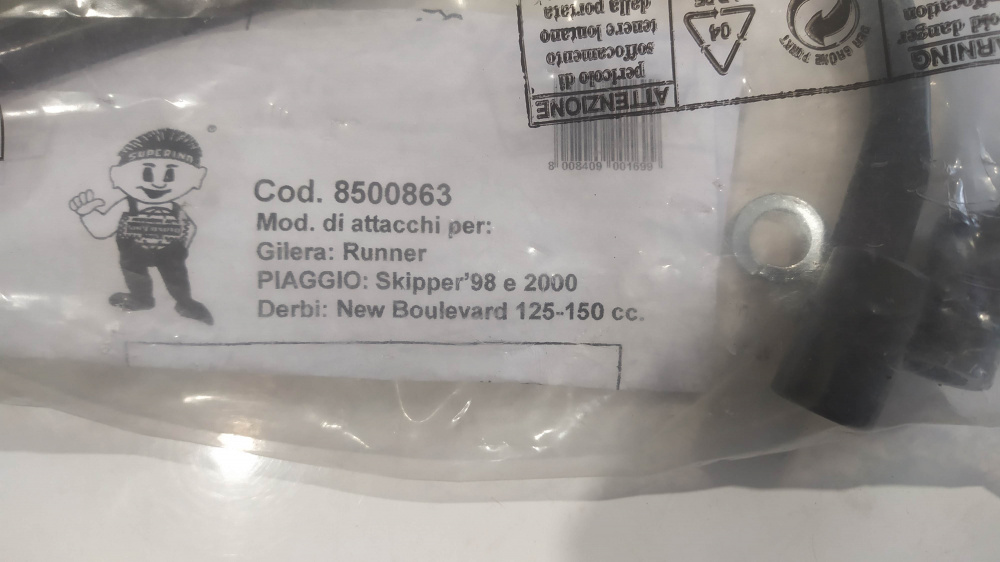 SUPERIND
Cod. 8500863
Mod. di attacchi per:
Gilera: Runner
PIAGGIO: Skipper'98 e 2000
Derbi: New Boulevard 125-150 cc.
8 008409 001699
ATTENZIONE
pericolo di
soffocamento
tenere lontano
dalla portata
04